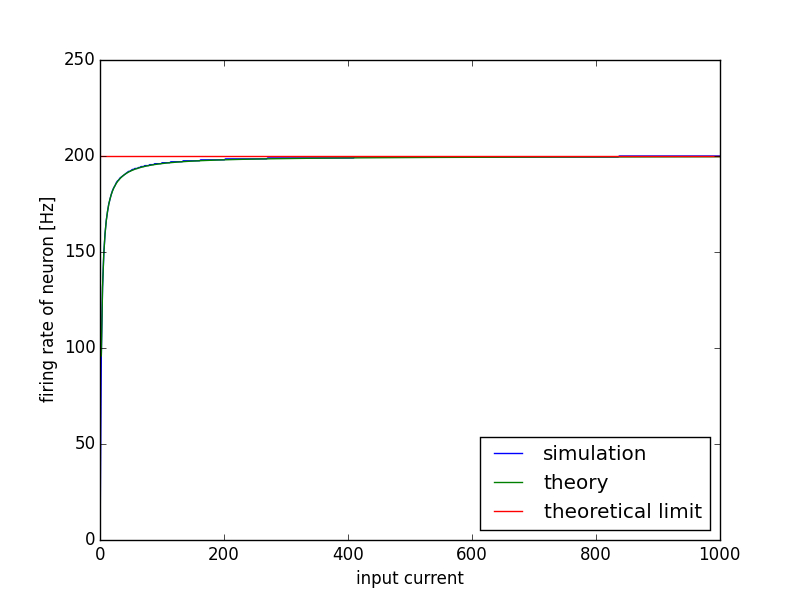 250
200
150
100
50
0
firing rate of neuron [Hz]
simulation
theory
theoretical limit
0 200 400 600 800 1000
input current